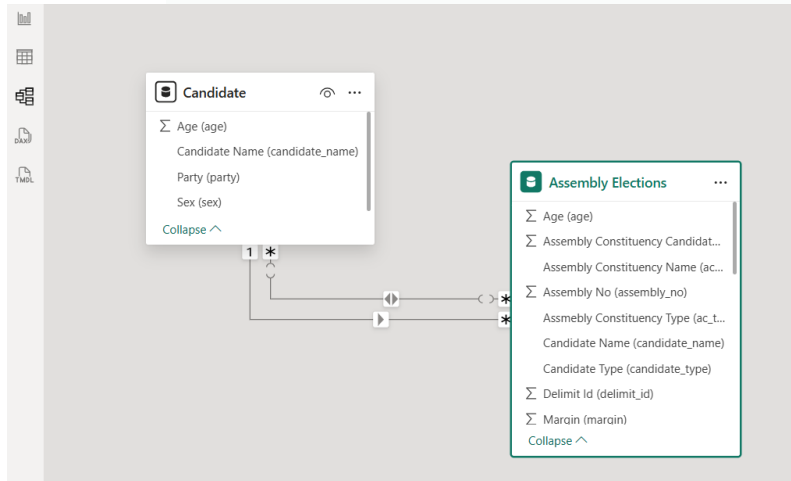 DAX
TMDL
Candidate
Age (age)
Candidate Name (candidate_name)
Party (party)
Sex (sex)
Collapse
1 *
*
*
Assembly Elections
Age (age)
Assembly Constituency Candidat...
Assembly Constituency Name (ac...
Assembly No (assembly_no)
Assmebly Constituency Type (ac_t...
Candidate Name (candidate_name)
Candidate Type (candidate_type)
Delimit Id (delimit_id)
Margin (margin)
Collapse